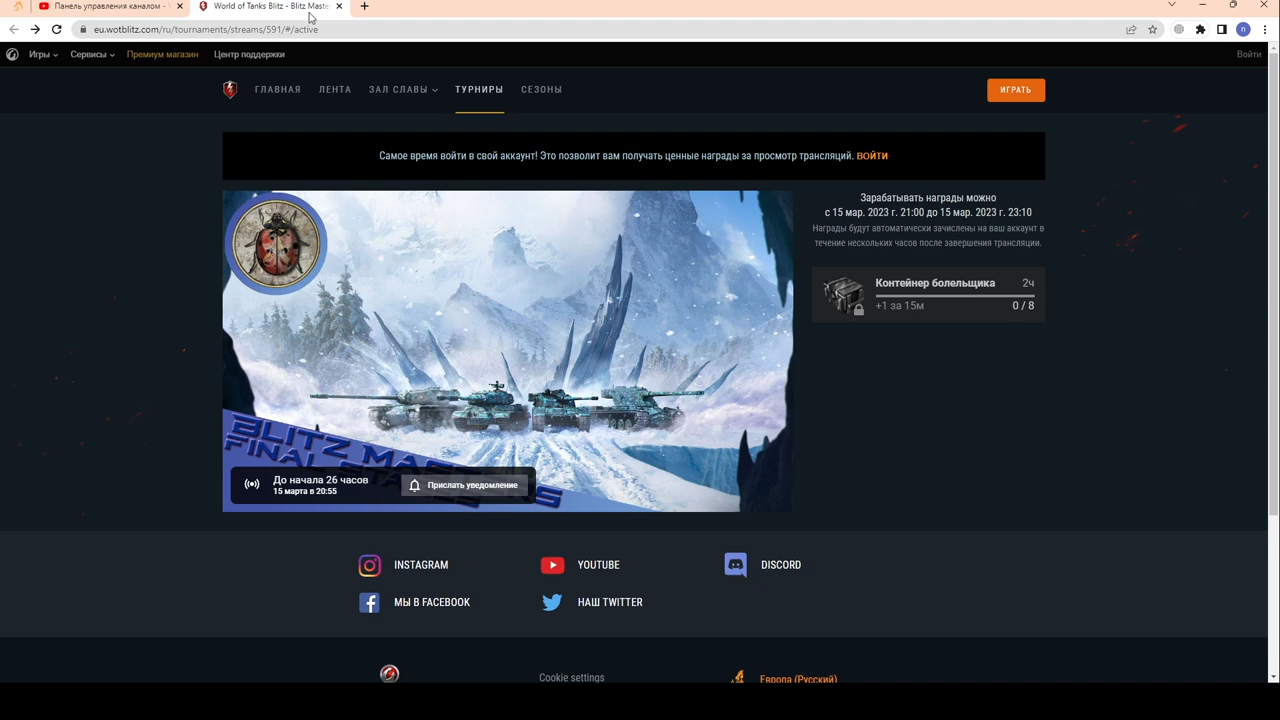 Панель управления каналом -
World of Tanks Blitz - Blitz Maste
eu.wotblitz.com/ru/tournaments/streams/591/#/active
n
Игры
Сервисы
Премиум магазин
Центр поддержки
Войти
ГЛАВНАЯ
ЛЕНТА
ЗАЛ СЛАВЫ
ТУРНИРЫ
СЕЗОНЫ
ИГРАТЬ
Самое время войти в свой аккаунт! Это позволит вам получать ценные награды за просмотр трансляций. ВОЙТИ
Зарабатывать награды можно
с 15 мар. 2023 г. 21:00 до 15 мар. 2023 г. 23:10
Награды будут автоматически зачислены на ваш аккаунт в
течение нескольких часов после завершения трансляции.
Контейнер болельщика 2ч
+1 за 15м 0 / 8
BLITZ
FINAL
До начала 26 часов
15 марта в 20:55
Прислать уведомление
INSTAGRAM
YOUTUBE
DISCORD
МЫ В FACEBOOK
НАШ TWITTER
Cookie settings
Европа (Русский)